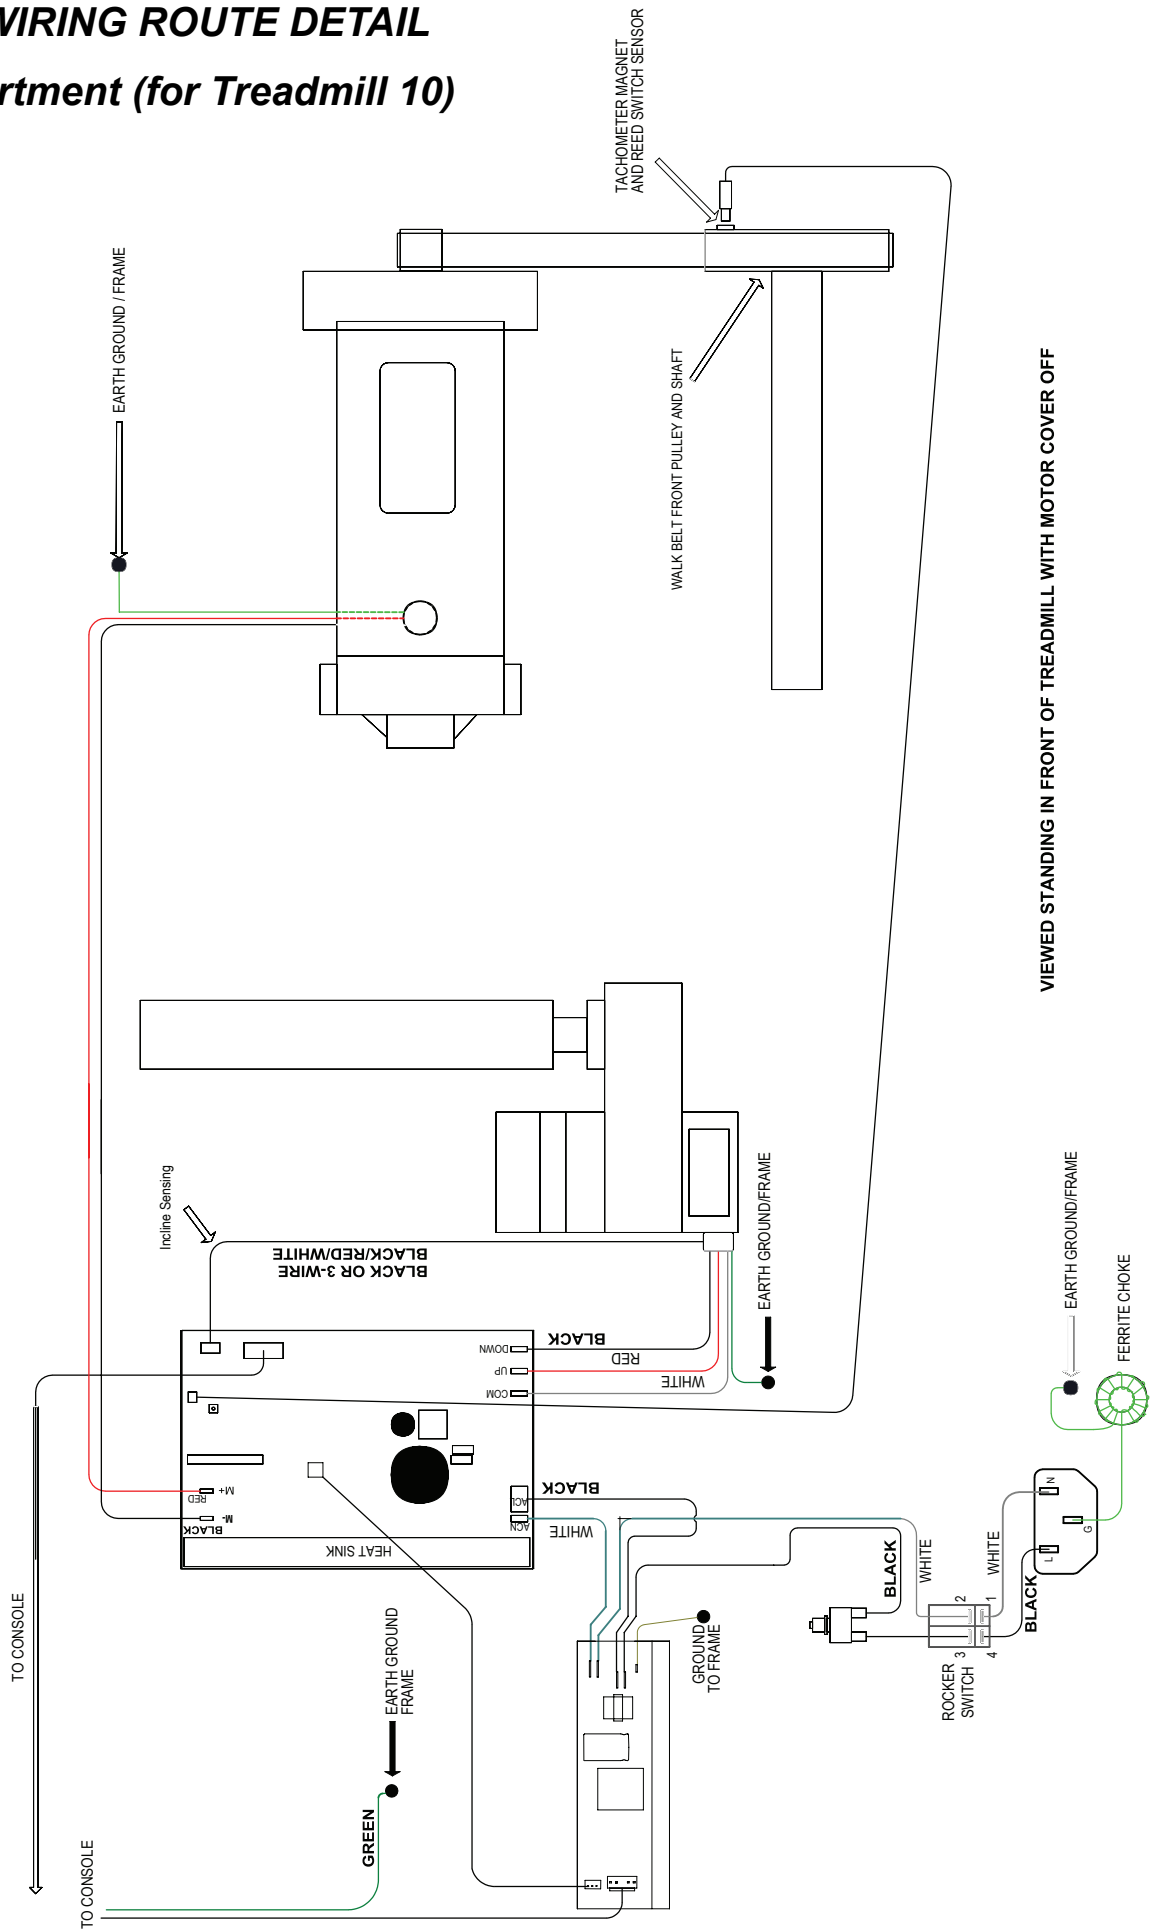 WIRING ROUTE DETAIL
rtment (for Treadmill 10)
TACHOMETER MAGNET
AND REED SWITCH SENSOR
EARTH GROUND / FRAME
WALK BELT FRONT PULLEY AND SHAFT
VIEWED STANDING IN FRONT OF TREADMILL WITH MOTOR COVER OFF
Incline Sensing
BLACK OR 3-WIRE
BLACK/RED/WHITE
EARTH GROUND/FRAME
DOWN
BLACK
UP
RED
COM
WHITE
M+
RED
M-
BLACK
HEAT SINK
ACL
BLACK
ACN
WHITE
EARTH GROUND/FRAME
FERRITE CHOKE
N
G
L
WHITE
BLACK
BLACK
WHITE
2
1
3
4
ROCKER
SWITCH
GROUND
TO FRAME
EARTH GROUND
FRAME
GREEN
TO CONSOLE
TO CONSOLE